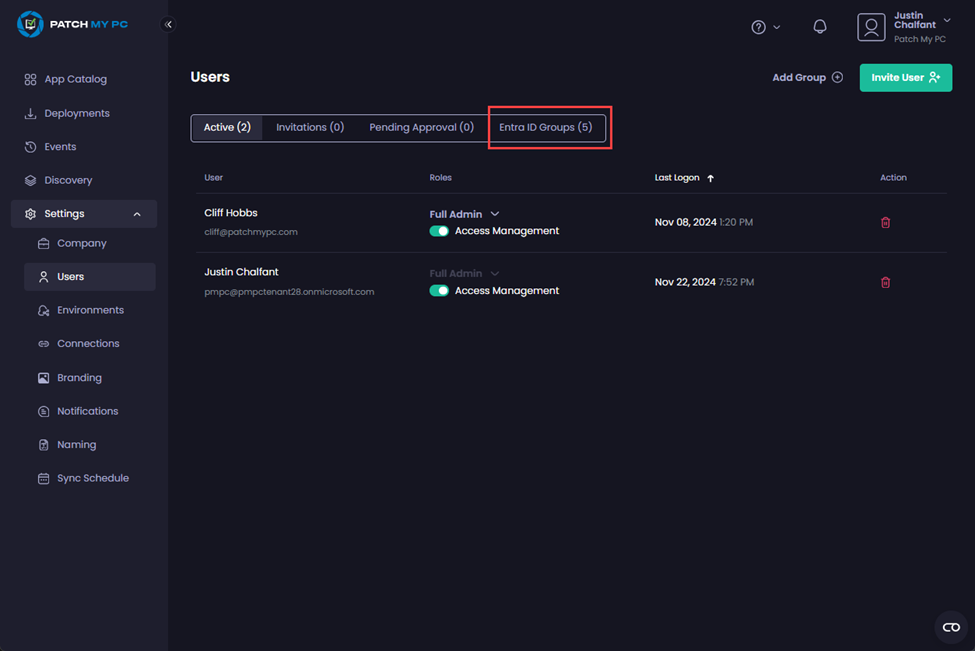 PATCH MY PC
Justin
Chalfant
Patch My PC
App Catalog
Deployments
Events
Discovery
Settings
Company
Users
Environments
Connections
Branding
Notifications
Naming
Sync Schedule
Users
Add Group
Invite User
Active (2)
Invitations (0)
Pending Approval (0)
Entra ID Groups (5)
User
Roles
Last Logon
Action
Cliff Hobbs
cliff@patchmypc.com
Full Admin
Access Management
Nov 08, 2024 1:20 PM
Justin Chalfant
pmpc@pmpctenant28.onmicrosoft.com
Full Admin
Access Management
Nov 22, 2024 7:52 PM